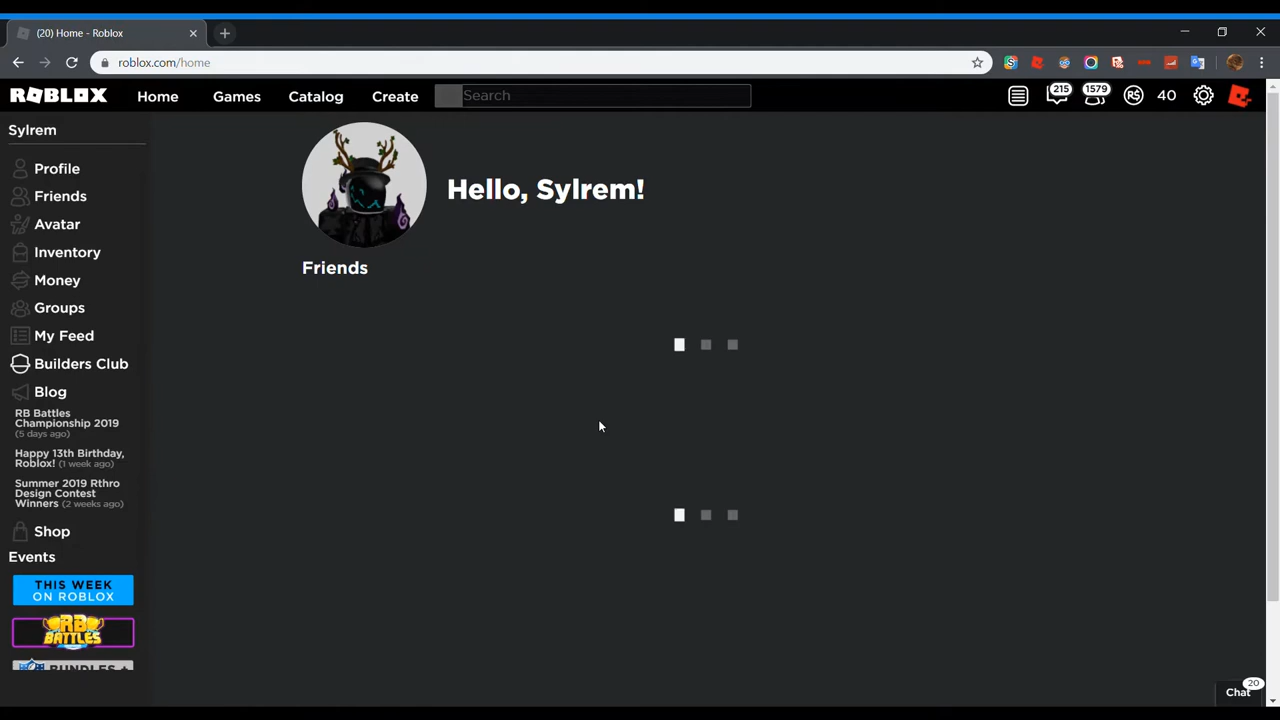 (20) Home - Roblox
roblox.com/home
ROBLOX
Home
Games
Catalog
Create
Search
215
1579
40
Sylrem
Profile
Friends
Avatar
Inventory
Money
Groups
My Feed
Builders Club
Blog
RB Battles
Championship 2019
(5 days ago)
Happy 13th Birthday,
Roblox! (1 week ago)
Summer 2019 Rthro
Design Contest
Winners (2 weeks ago)
Shop
Events
THIS WEEK
ON ROBLOX
RB
BATTLES
BUNDLES +
Hello, Sylrem!
Friends
Chat
20